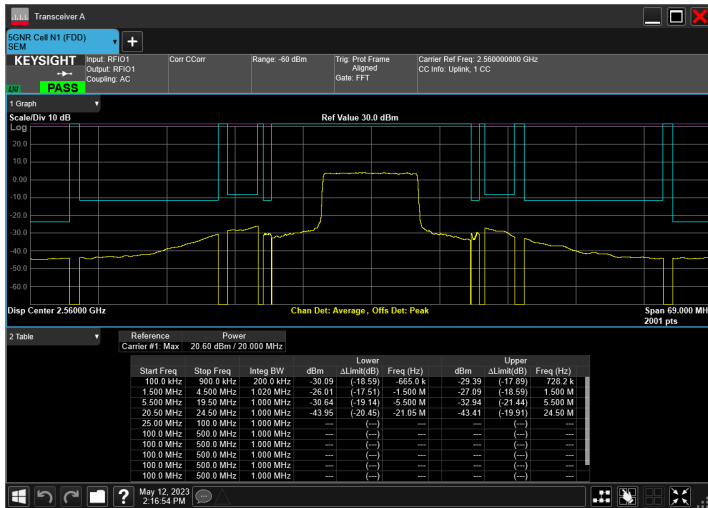 Transceiver A
5GNR Cell N1 (FDD)
SEM
KEYSIGHT
Input: RFIO1
Output: RFIO1
Coupling: AC
Corr CCorr
Range: -60 dBm
Trig: Prot Frame
Aligned
Gate: FFT
Carrier Ref Freq: 2.560000000 GHz
CC Info: Uplink, 1 CC
LXI PASS
1 Graph
Scale/Div 10 dB Ref Value 30.0 dBm
Log
20.0
10.0
0.00
-10.0
-20.0
-30.0
-40.0
-50.0
-60.0
Disp Center 2.56000 GHz Chan Det: Average, Offs Det: Peak Span 69.000 MH
2001 pts
2 Table
Reference Power
Carrier #1: Max 20.60 dBm / 20.000 MHz
Lower Upper
Start Freq Stop Freq Integ BW dBm ΔLimit(dB) Freq (Hz) dBm ΔLimit(dB) Freq (Hz)
100.0 kHz 900.0 kHz 200.0 kHz -30.09 (-18.59) -665.0 k -29.39 (-17.89) 728.2 k
1.500 MHz 4.500 MHz 1.020 MHz -26.01 (-17.51) -1.500 M -27.09 (-18.59) 1.500 M
5.500 MHz 19.50 MHz 1.000 MHz -30.64 (-19.14) -5.500 M -32.94 (-21.44) 5.500 M
20.50 MHz 24.50 MHz 1.000 MHz -43.95 (-20.45) -21.05 M -43.41 (-19.91) 24.50 M
25.00 MHz 100.0 kHz 1.000 MHz --- (---) --- --- (---) ---
100.0 kHz 500.0 kHz 1.000 MHz --- (---) --- --- (---) ---
100.0 kHz 500.0 kHz 1.000 MHz --- (---) --- --- (---) ---
100.0 kHz 500.0 kHz 1.000 MHz --- (---) --- --- (---) ---
100.0 kHz 500.0 kHz 1.000 MHz --- (---) --- --- (---) ---
100.0 kHz 500.0 kHz 1.000 MHz --- (---) --- --- (---) ---
May 12, 2023
2:16:54 PM